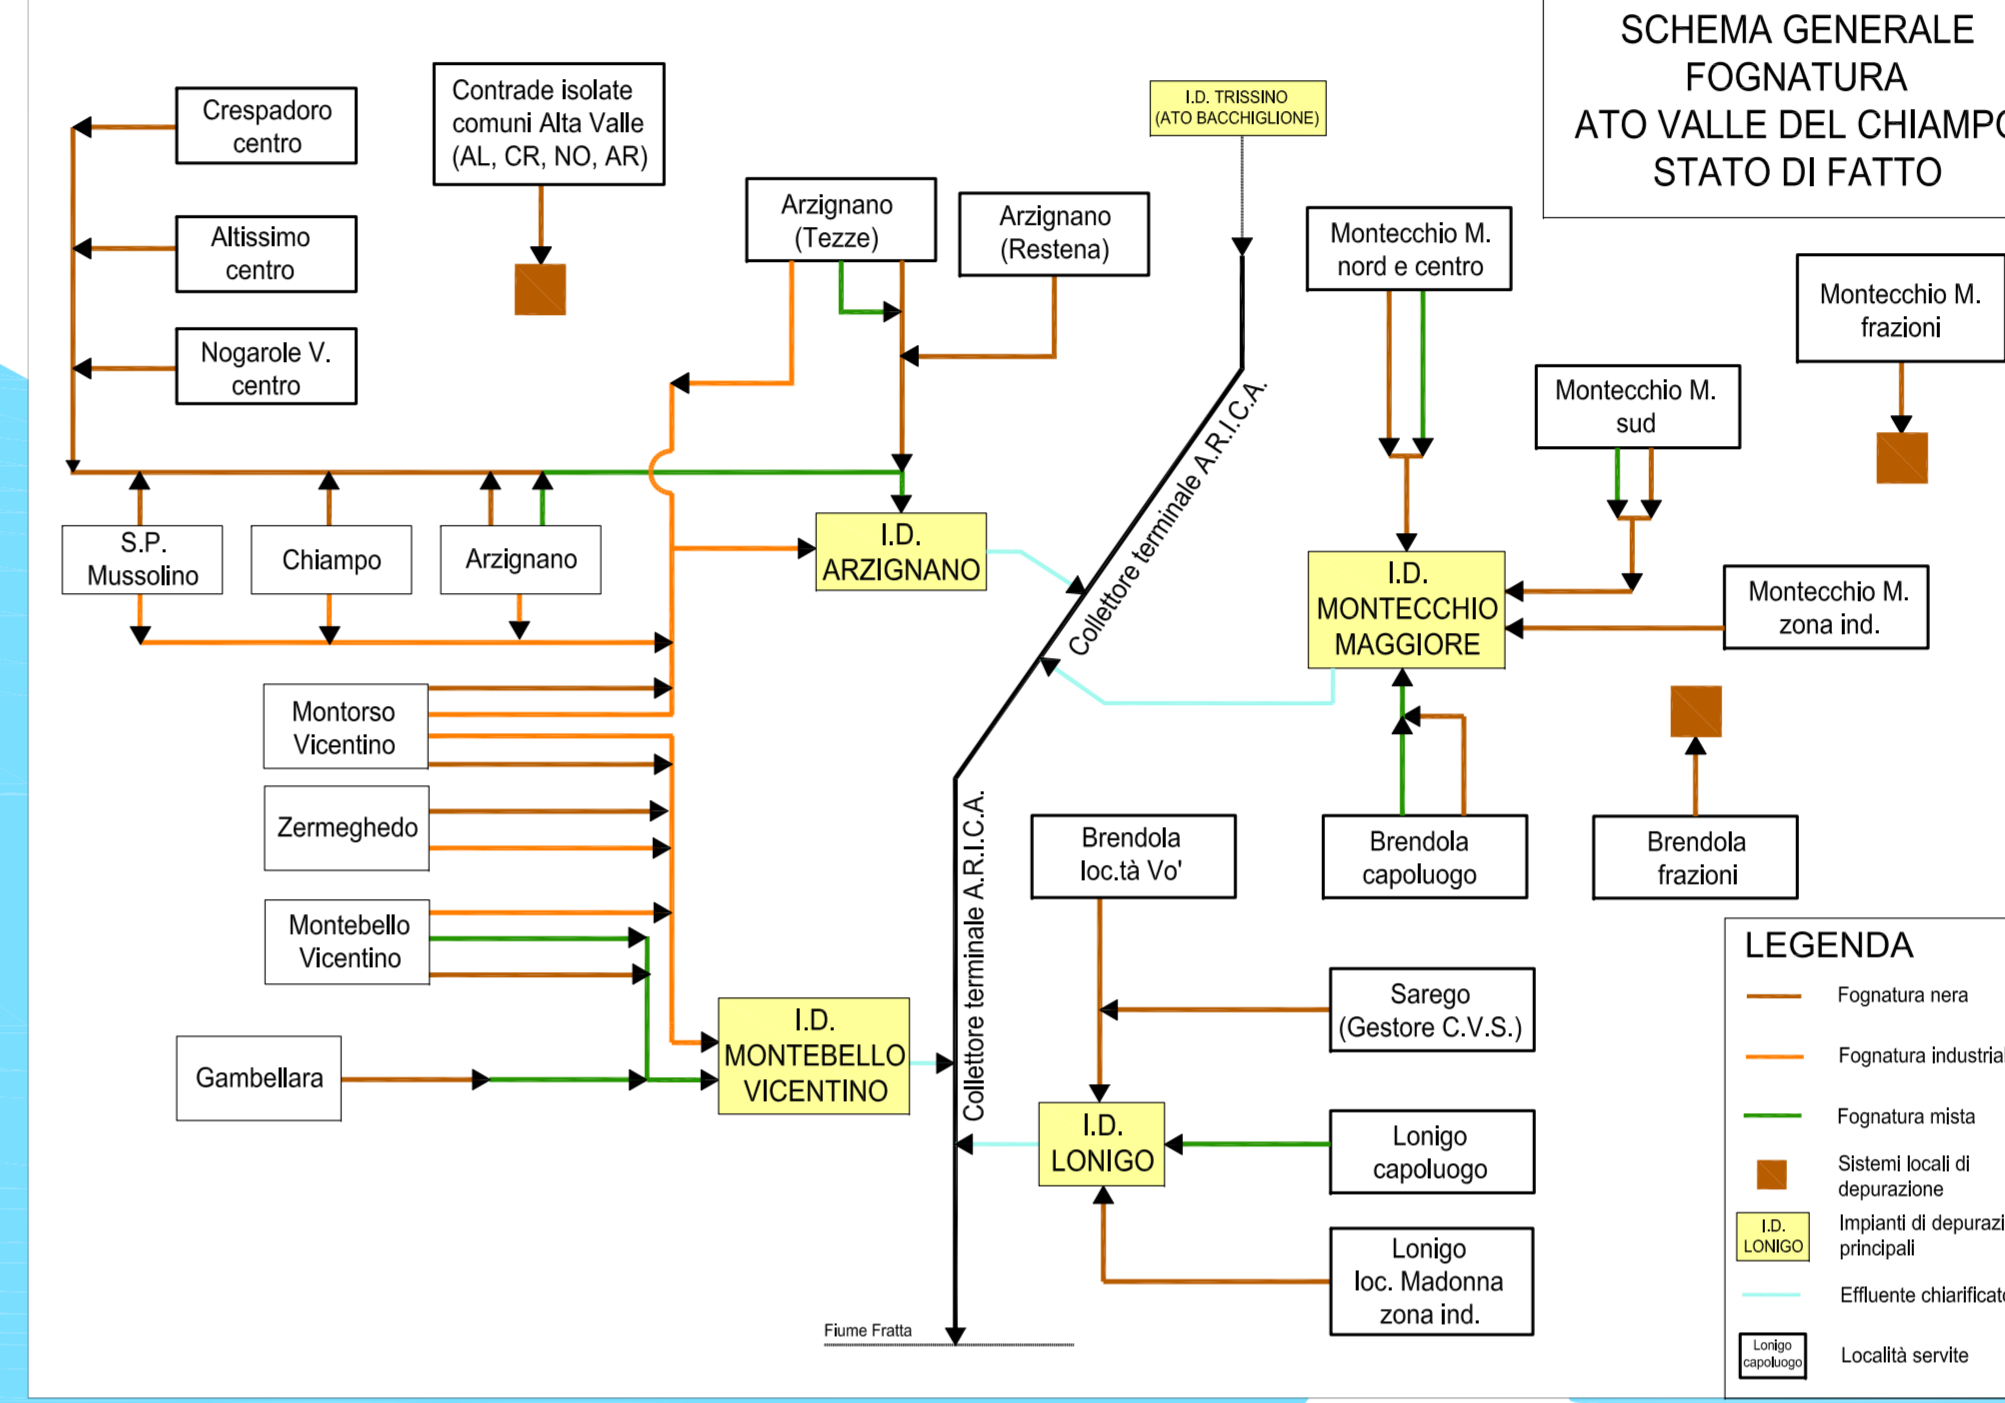 SCHEMA GENERALE
FOGNATURA
ATO VALLE DEL CHIAMPO
STATO DI FATTO
Crespadoro
centro
Contrade isolate
comuni Alta Valle
(AL, CR, NO, AR)
I.D. TRISSINO
(ATO BACCHIGLIONE)
Arzignano
(Tezze)
Arzignano
(Restena)
Montecchio M.
nord e centro
Altissimo
centro
Montecchio M.
frazioni
Nogarole V.
centro
Montecchio M.
sud
Collettore terminale A.R.I.C.A.
S.P.
Mussolino
Chiampo
Arzignano
I.D.
ARZIGNANO
I.D.
MONTECCHIO
MAGGIORE
Montecchio M.
zona ind.
Montorso
Vicentino
Zermeghedo
Collettore terminale A.R.I.C.A.
Brendola
loc.tà Vo'
Brendola
capoluogo
Brendola
frazioni
Montebello
Vicentino
I.D.
MONTEBELLO
VICENTINO
Sarego
(Gestore C.V.S.)
Gambellara
I.D.
LONIGO
Lonigo
capoluogo
Lonigo
loc. Madonna
zona ind.
Fiume Fratta
LEGENDA
Fognatura nera
Fognatura industrial
Fognatura mista
Sistemi locali di
depurazione
I.D.
LONIGO
Impianti di depurazi
principali
Effluente chiarificato
Lonigo
capoluogo
Località servite